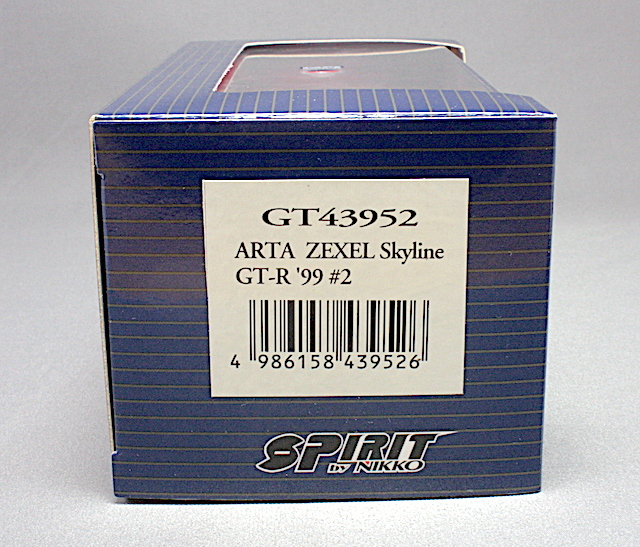 GT43952
ARTA ZEXEL Skyline
GT-R '99 #2
4 986158 439526
SPIRIT
BY NIKKO